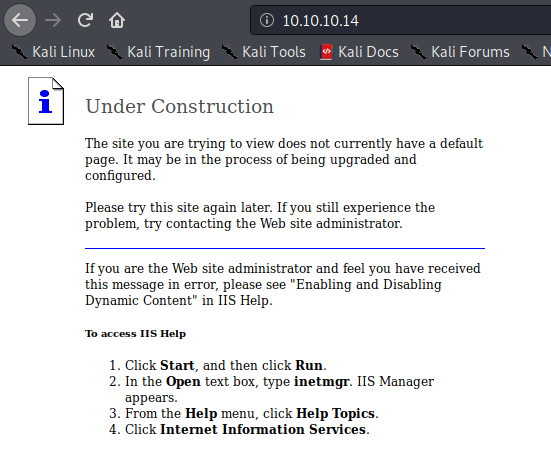 10.10.10.14
Kali Linux Kali Training Kali Tools Kali Docs Kali Forums N
Under Construction
The site you are trying to view does not currently have a default
page. It may be in the process of being upgraded and
configured.
Please try this site again later. If you still experience the
problem, try contacting the Web site administrator.
If you are the Web site administrator and feel you have received
this message in error, please see "Enabling and Disabling
Dynamic Content" in IIS Help.
To access IIS Help
1. Click Start, and then click Run.
2. In the Open text box, type inetmgr. IIS Manager
appears.
3. From the Help menu, click Help Topics.
4. Click Internet Information Services.